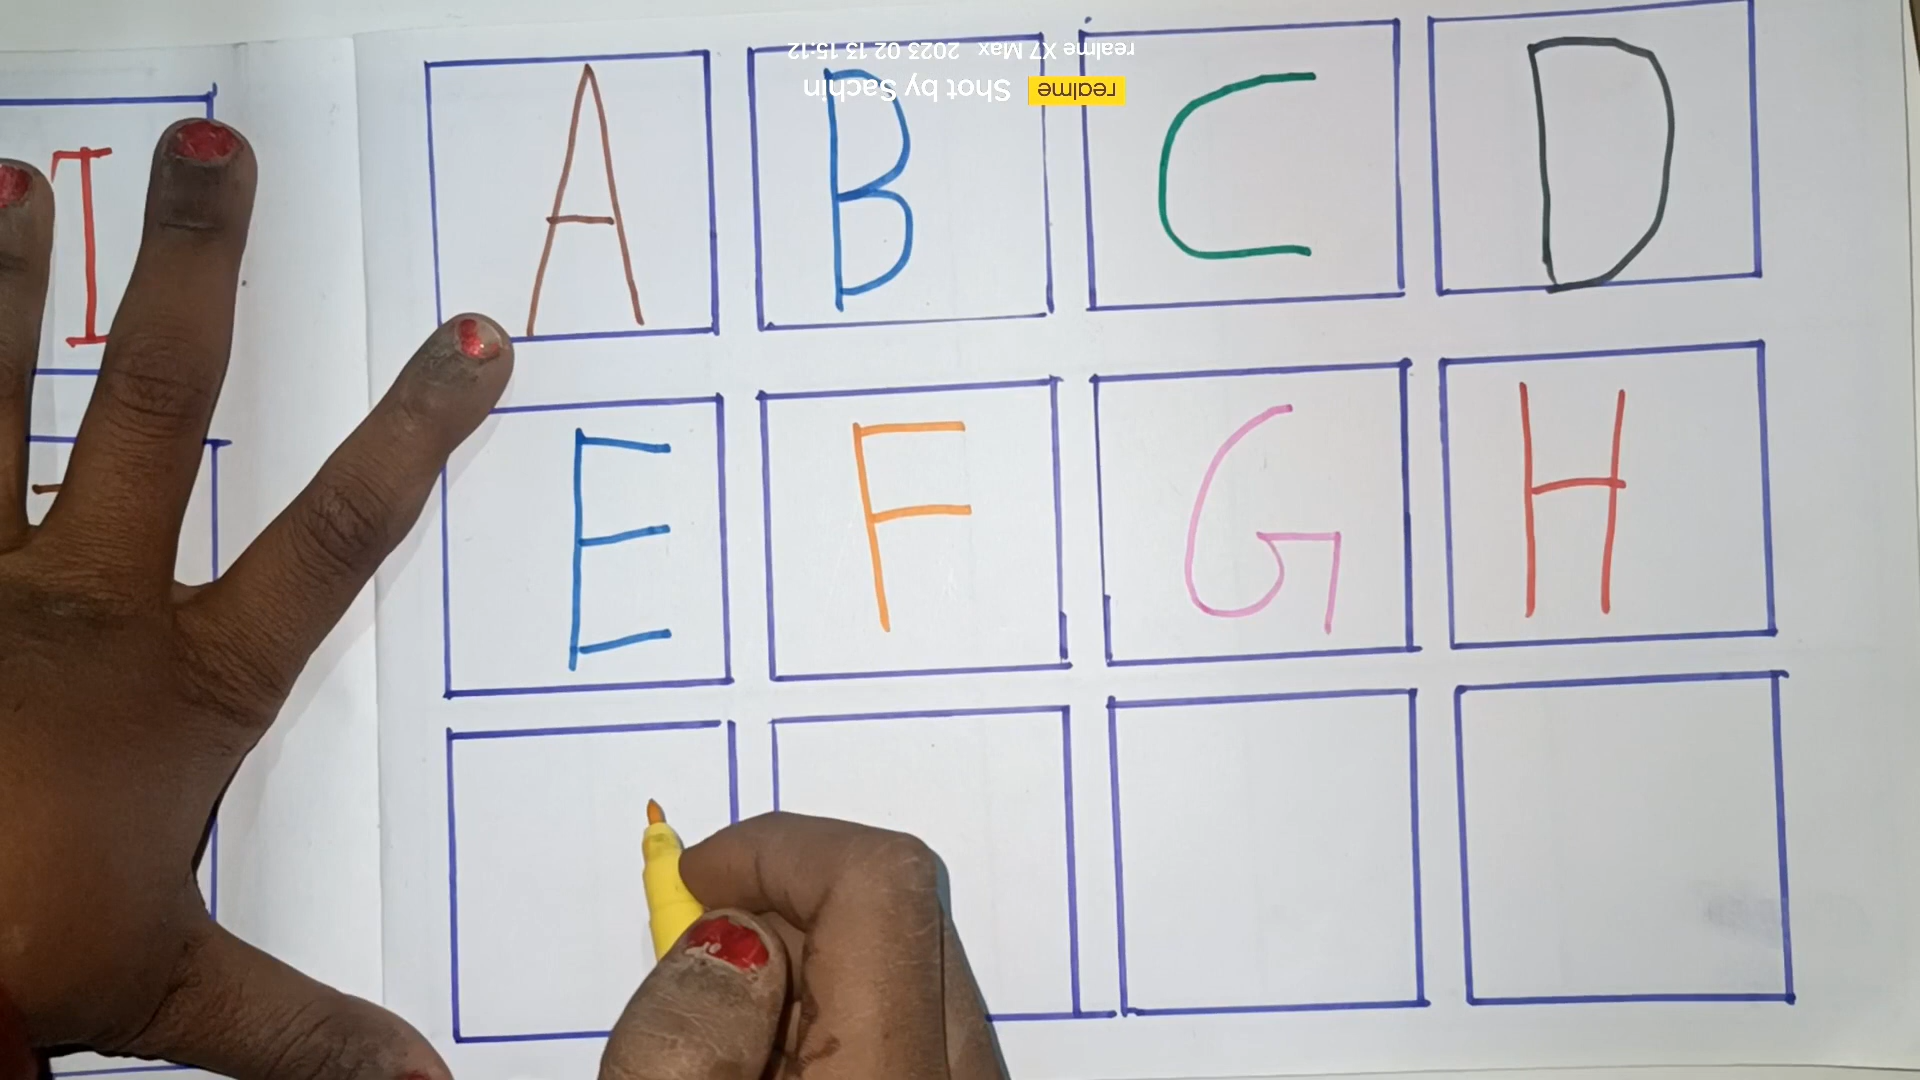 A B C D
E F G H
I
realme Shot by Sachin
realme X7 Max 2023 02 13 15:12